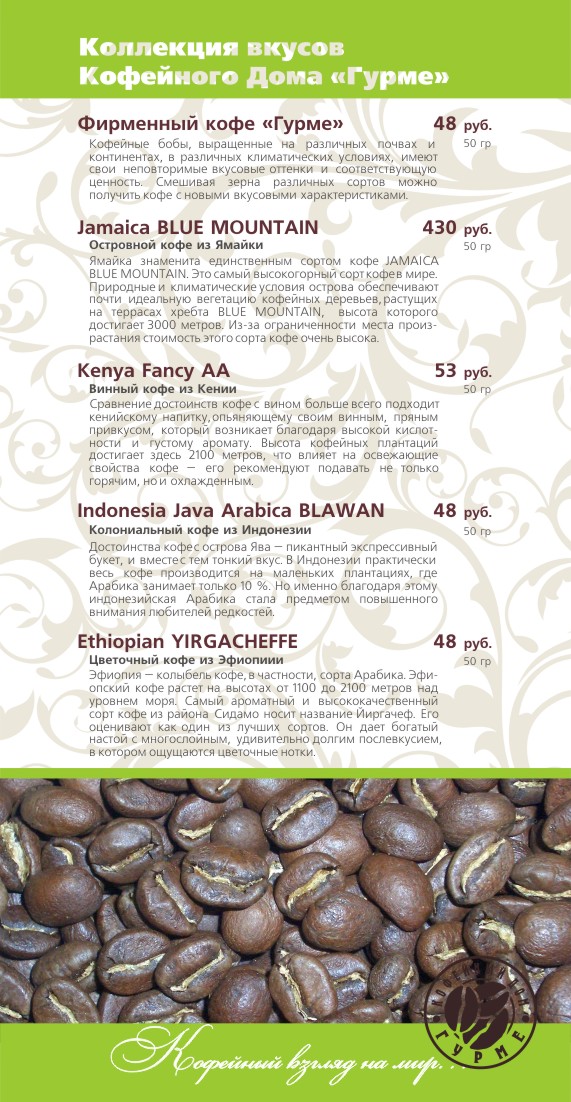 Коллекция вкусов
Кофейного Дома «Гурме»
Фирменный кофе «Гурме» 48 руб.
50 гр
Кофейные бобы, выращенные на различных почвах и
континентах, в различных климатических условиях, имеют
свои неповторимые вкусовые оттенки и соответствующую
ценность. Смешивая зерна различных сортов можно
получить кофе с новыми вкусовыми характеристиками.
Jamaica BLUE MOUNTAIN 430 руб.
Островной кофе из Ямайки 50 гр
Ямайка знаменита единственным сортом кофе JAMAICA
BLUE MOUNTAIN. Это самый высокогорный сорт кофе в мире.
Природные и климатические условия острова обеспечивают
почти идеальную вегетацию кофейных деревьев, растущих
на террасах хребта BLUE MOUNTAIN, высота которого
достигает 3000 метров. Из-за ограниченности места произ-
растания стоимость этого сорта кофе очень высока.
Kenya Fancy AA 53 руб.
Винный кофе из Кении 50 гр
Сравнение достоинств кофе с вином больше всего подходит
кенийскому напитку, опьяняющему своим винным, пряным
привкусом, который возникает благодаря высокой кислот-
ности и густому аромату. Высота кофейных плантаций
достигает здесь 2100 метров, что влияет на освежающие
свойства кофе — его рекомендуют подавать не только
горячим, но и охлажденным.
Indonesia Java Arabica BLAWAN 48 руб.
Колониальный кофе из Индонезии 50 гр
Достоинства кофе с острова Ява — пикантный экспрессивный
букет, и вместе с тем тонкий вкус. В Индонезии практически
весь кофе производится на маленьких плантациях, где
Арабика занимает только 10 %. Но именно благодаря этому
индонезийская Арабика стала предметом повышенного
внимания любителей редкостей.
Ethiopian YIRGACHEFFE 48 руб.
Цветочный кофе из Эфиопиии 50 гр
Эфиопия — колыбель кофе, в частности, сорта Арабика. Эфи-
опский кофе растет на высотах от 1100 до 2100 метров над
уровнем моря. Самый ароматный и высококачественный
сорт кофе из района Сидамо носит название Йиргачеф. Его
оценивают как один из лучших сортов. Он дает богатый
настой с многослойным, удивительно долгим послевкусием,
в котором ощущаются цветочные нотки.
КОФЕЙНЫЙ ДОМ
ГУРМЕ
Кофейный взгляд на мир...